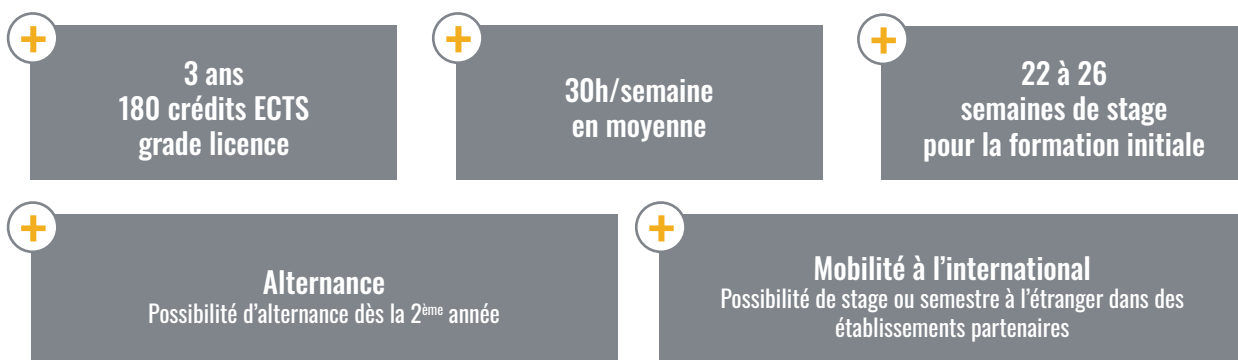 3 ans
180 crédits ECTS
grade licence
30h/semaine
en moyenne
22 à 26
semaines de stage
pour la formation initiale
Alternance
Possibilité d'alternance dès la 2ème année
Mobilité à l'international
Possibilité de stage ou semestre à l'étranger dans des
établissements partenaires